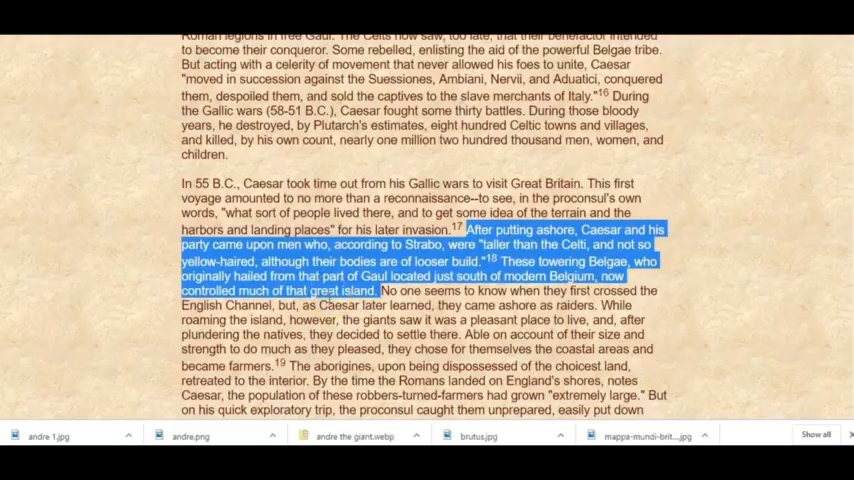 Roman legions in free Gaul. The Celts now saw, too late, that their benefactor intended
to become their conqueror. Some rebelled, enlisting the aid of the powerful Belgae tribe.
But acting with a celerity of movement that never allowed his foes to unite, Caesar
"moved in succession against the Suessiones, Ambiani, Nervii, and Aduatici, conquered
them, despoiled them, and sold the captives to the slave merchants of Italy."16 During
the Gallic wars (58-51 B.C.), Caesar fought some thirty battles. During those bloody
years, he destroyed, by Plutarch's estimates, eight hundred Celtic towns and villages,
and killed, by his own count, nearly one million two hundred thousand men, women, and
children.
In 55 B.C., Caesar took time out from his Gallic wars to visit Great Britain. This first
voyage amounted to no more than a reconnaissance--to see, in the proconsul's own
words, "what sort of people lived there, and to get some idea of the terrain and the
harbors and landing places" for his later invasion.17 After putting ashore, Caesar and his
party came upon men who, according to Strabo, were "taller than the Celti, and not so
yellow-haired, although their bodies are of looser build."18 These towering Belgae, who
originally hailed from that part of Gaul located just south of modern Belgium, now
controlled much of that great island. No one seems to know when they first crossed the
English Channel, but, as Caesar later learned, they came ashore as raiders. While
roaming the island, however, the giants saw it was a pleasant place to live, and, after
plundering the natives, they decided to settle there. Able on account of their size and
strength to do much as they pleased, they chose for themselves the coastal areas and
became farmers.19 The aborigines, upon being dispossessed of the choicest land,
retreated to the interior. By the time the Romans landed on England's shores, notes
Caesar, the population of these robbers-turned-farmers had grown "extremely large." But
on his quick exploratory trip, the proconsul caught them unprepared, easily put down
andre 1.jpg andre.png andre the giant.webp brutus.jpg mappa-mundi-brit....jpg Show all